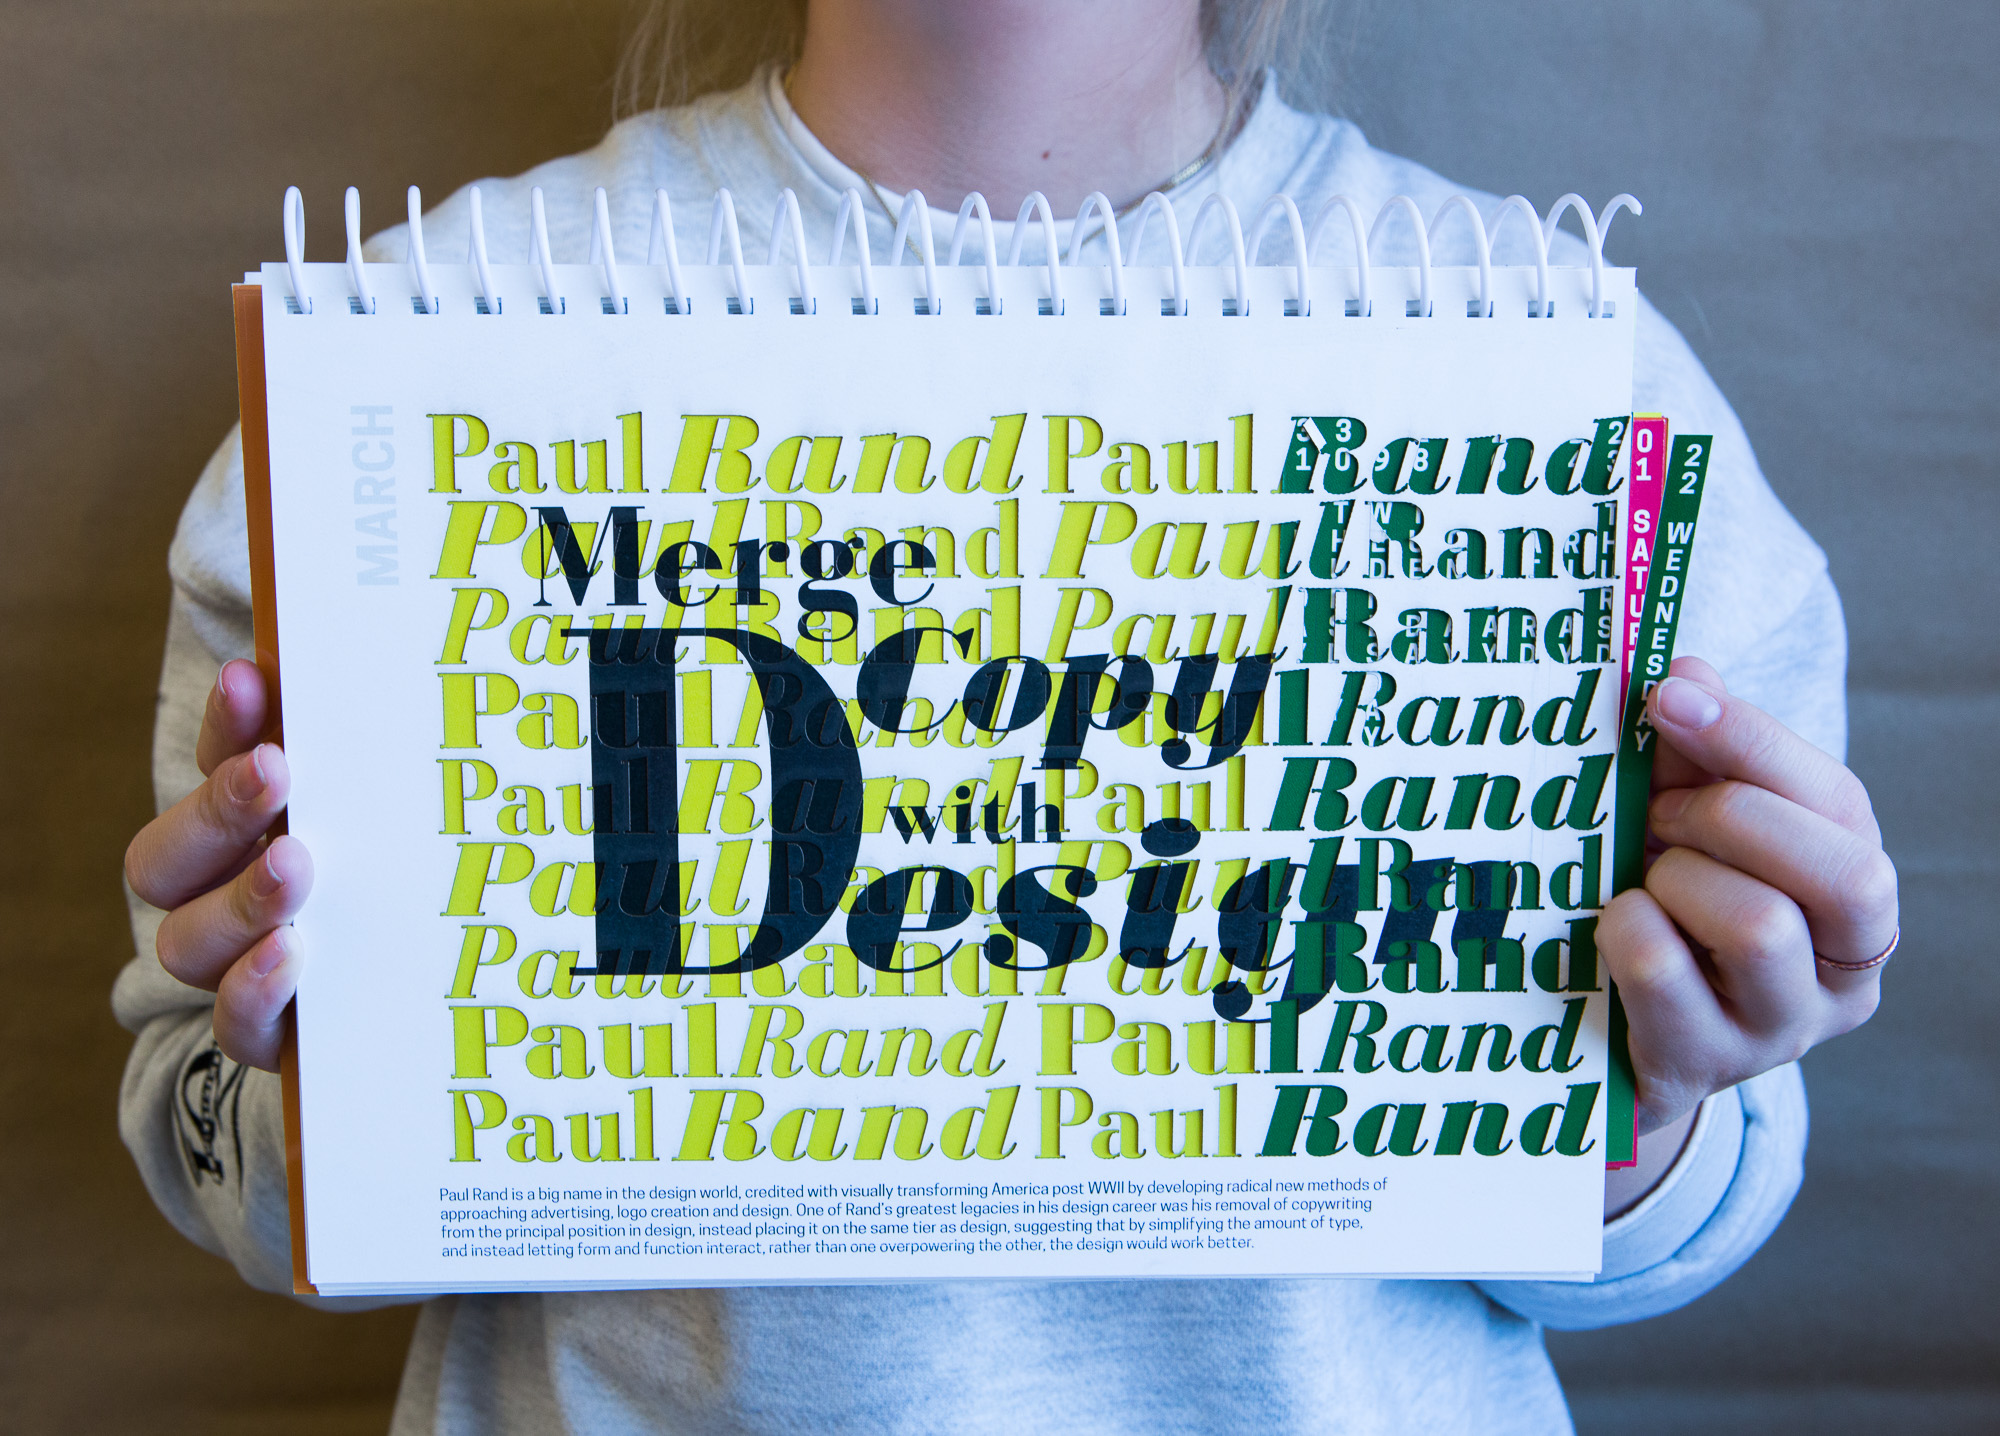 MARCH
Paul Rand Paul Rand
Paul Rand Paul Rand
Paul Rand Paul Rand
Paul Rand Paul Rand
Paul Rand Paul Rand
Paul Rand Paul Rand
Paul Rand Paul Rand
Paul Rand Paul Rand
Paul Rand Paul Rand
Merge
Copy
with
Design
01
22 WEDNESDAY
Paul Rand is a big name in the design world, credited with visually transforming America post WWII by developing radical new methods of
approaching advertising, logo creation and design. One of Rand's greatest legacies in his design career was his removal of copywriting
from the principal position in design, instead placing it on the same tier as design, suggesting that by simplifying the amount of type,
and instead letting form and function interact, rather than one overpowering the other, the design would work better.